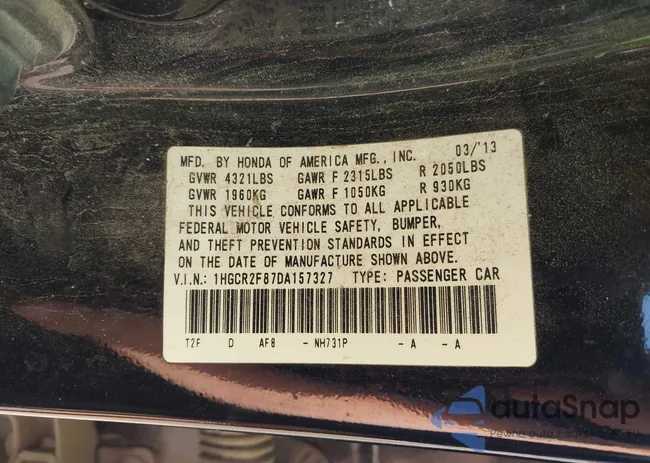 MFD. BY HONDA OF AMERICA MFG., INC. 03/'13
GVWR 4321LBS GAWR F 2315LBS R 2050LBS
GVWR 1960KG GAWR F 1050KG R 930KG
THIS VEHICLE CONFORMS TO ALL APPLICABLE
FEDERAL MOTOR VEHICLE SAFETY, BUMPER,
AND THEFT PREVENTION STANDARDS IN EFFECT
ON THE DATE OF MANUFACTURE SHOWN ABOVE.
V.I.N.: 1HGCR2F87DA157327 TYPE: PASSENGER CAR
T2F D AF8 - NH731P - A - A
autaSnap
Pewne auto